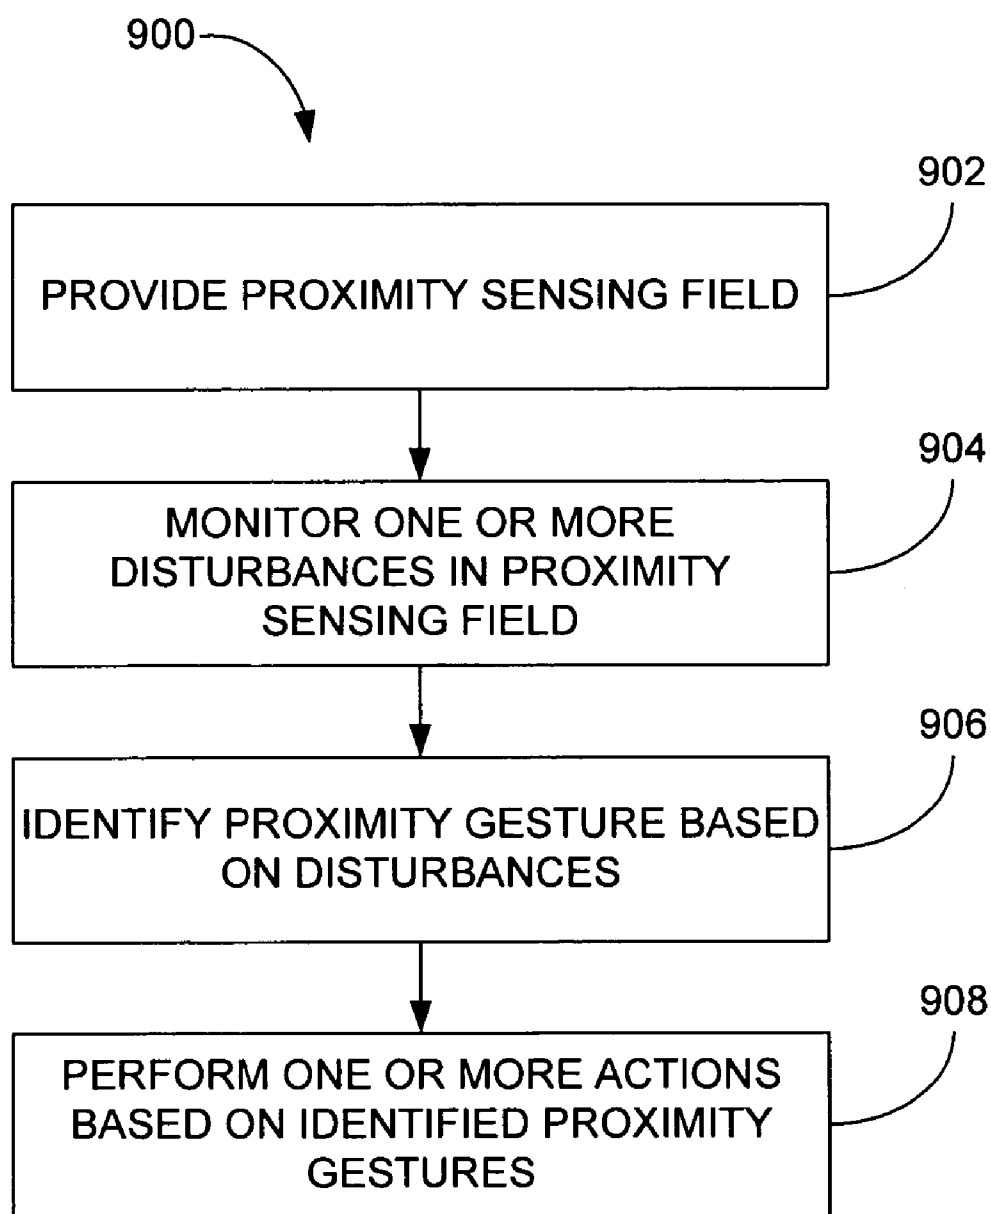 900
902
PROVIDE PROXIMITY SENSING FIELD
904
MONITOR ONE OR MORE
DISTURBANCES IN PROXIMITY
SENSING FIELD
906
IDENTIFY PROXIMITY GESTURE BASED
ON DISTURBANCES
908
PERFORM ONE OR MORE ACTIONS
BASED ON IDENTIFIED PROXIMITY
GESTURES